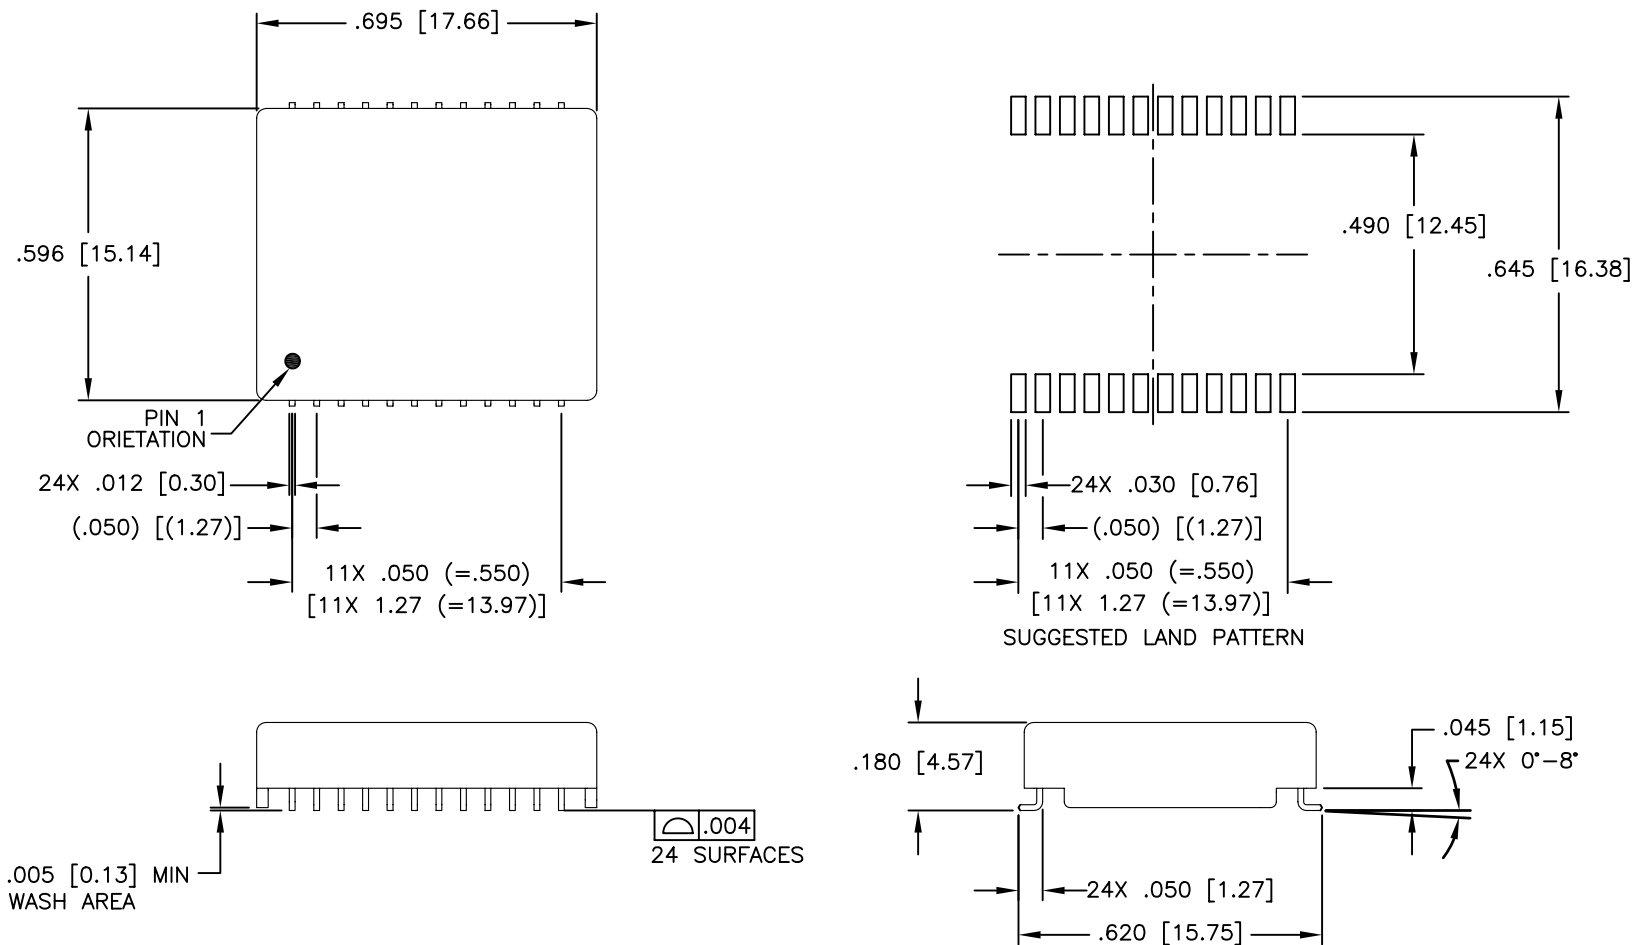 .695 [17.66]
.596 [15.14]
PIN 1
ORIETATION
24X .012 [0.30]
(.050) [(1.27)]
11X .050 (=.550)
[11X 1.27 (=13.97)]
.490 [12.45]
.645 [16.38]
24X .030 [0.76]
(.050) [(1.27)]
11X .050 (=.550)
[11X 1.27 (=13.97)]
SUGGESTED LAND PATTERN
.004
24 SURFACES
.005 [0.13] MIN
WASH AREA
.180 [4.57]
.045 [1.15]
24X 0°-8°
24X .050 [1.27]
.620 [15.75]